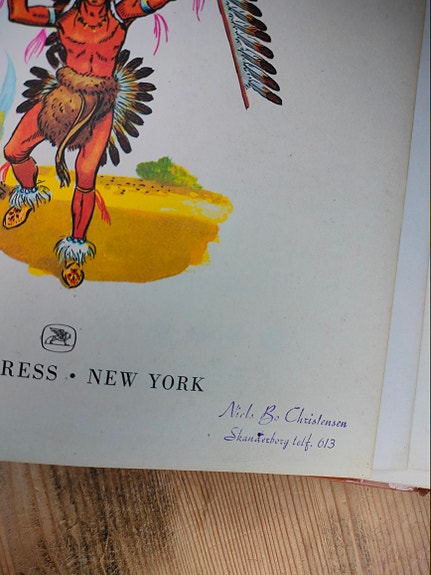 RESS • NEW YORK
Niels Bo Christensen
Skanderborg telf. 613